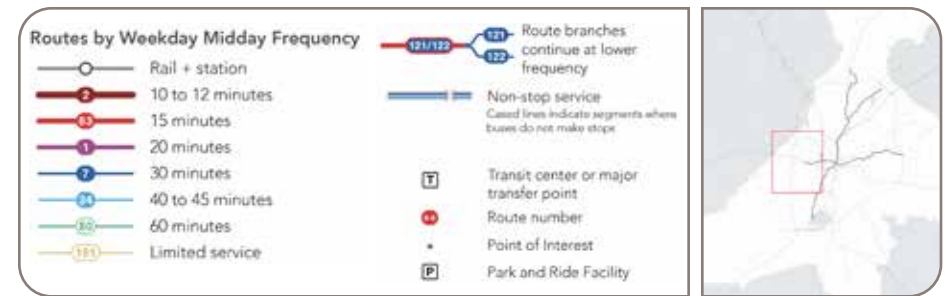 Routes by Weekday Midday Frequency
Rail + station
2
10 to 12 minutes
63
15 minutes
1
20 minutes
7
30 minutes
40 to 45 minutes
60 minutes
Limited service
121/122
121
122
Route branches
continue at lower
frequency
Non-stop service
Cased lines indicate segments where
buses do not make stops
T
Transit center or major
transfer point
Route number
Point of Interest
P
Park and Ride Facility